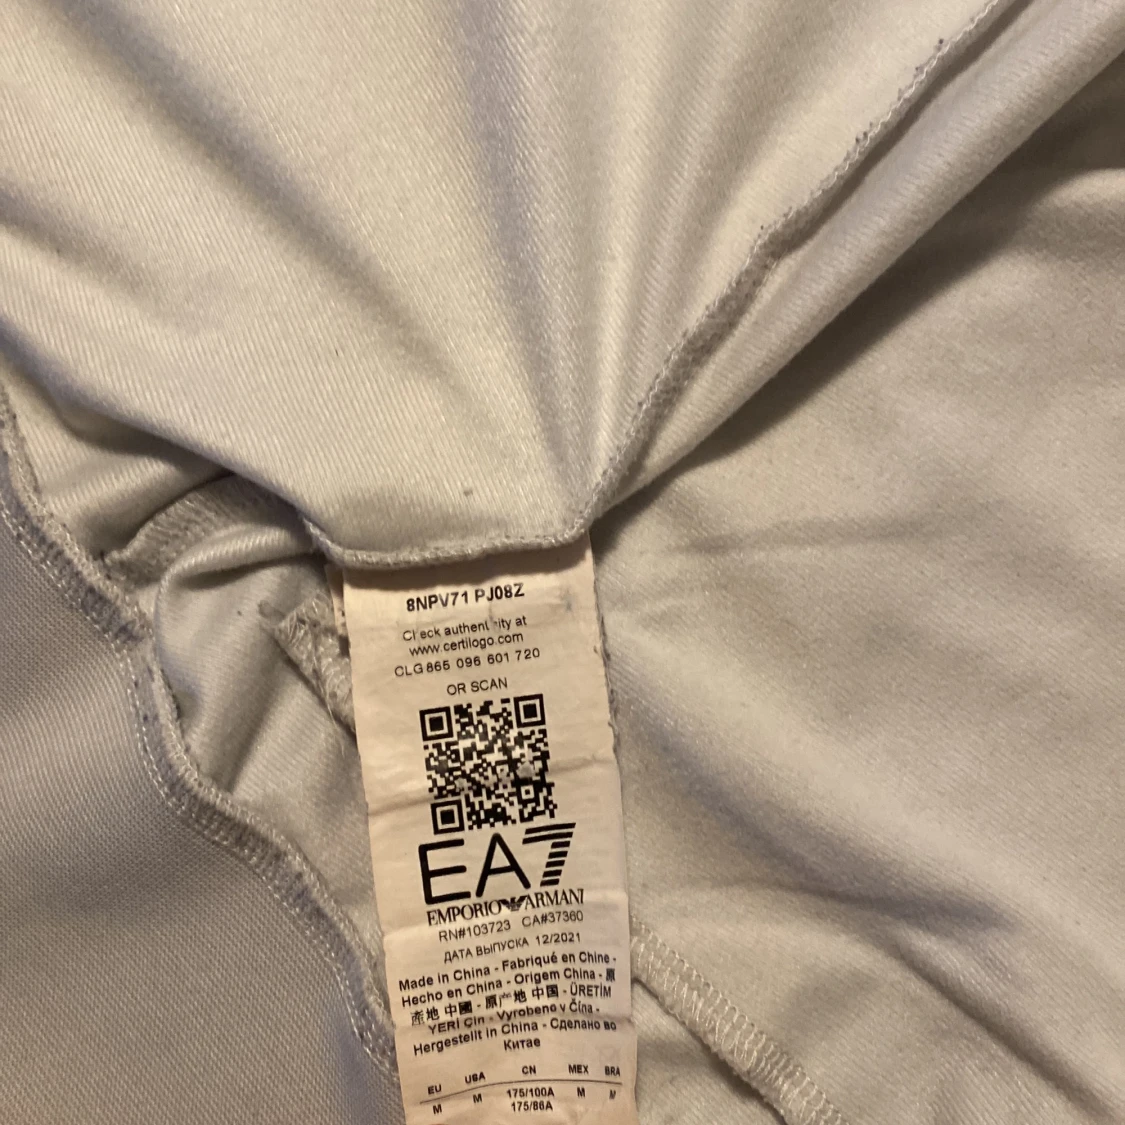 8NPV71 PJ08Z
Check authenticity at
www.certilogo.com
CLG 865 096 601 720
OR SCAN
EA7
EMPORIO ARMANI
RN#103723 CA#37360
ДАТА ВЫПУСКА 12/2021
Made in China - Fabriqué en Chine -
Hecho en China - Origem China - 原
產地 中國 - 原产地 中国 - ÜRETİM
YERİ Çin - Vyrobeno v Čína -
Hergestellt in China - Сделано во
Китае
EU USA CN MEX BRA
M M 175/100A M M
175/86A